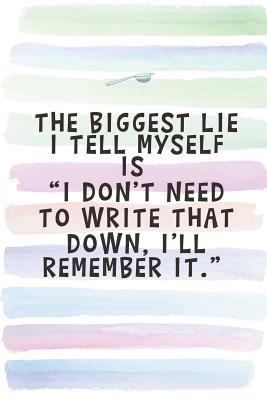 THE BIGGEST LIE
I TELL MYSELF
IS
“I DON’T NEED
TO WRITE THAT
DOWN, I’LL
REMEMBER IT.”